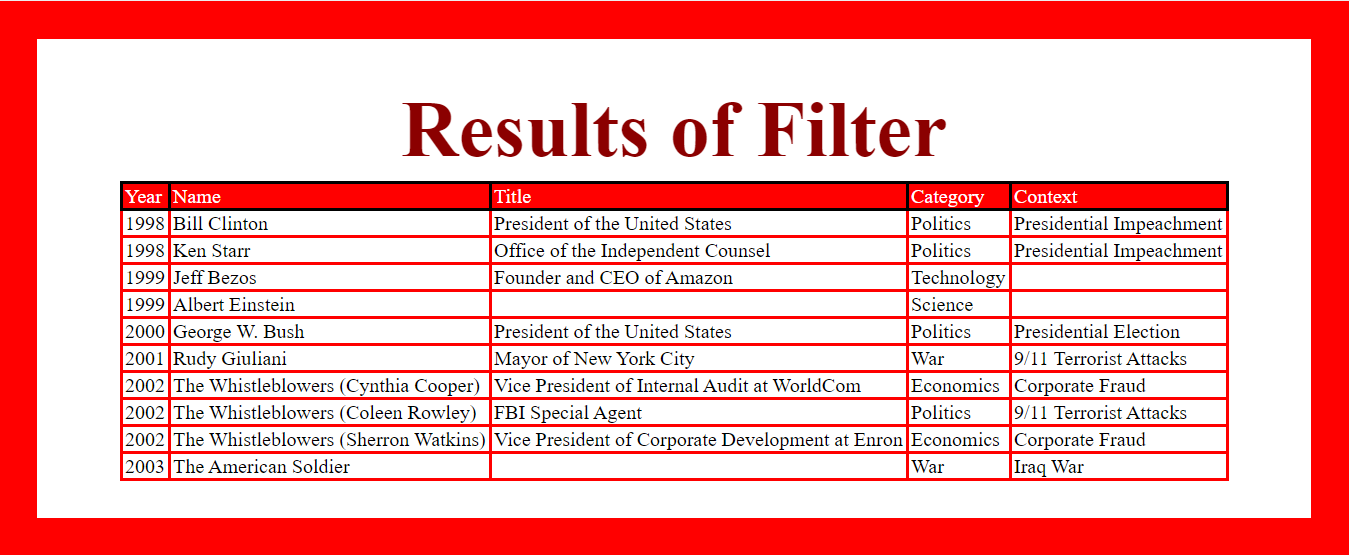 Results of Filter
Year Name Title Category Context
1998 Bill Clinton President of the United States Politics Presidential Impeachment
1998 Ken Starr Office of the Independent Counsel Politics Presidential Impeachment
1999 Jeff Bezos Founder and CEO of Amazon Technology
1999 Albert Einstein Science
2000 George W. Bush President of the United States Politics Presidential Election
2001 Rudy Giuliani Mayor of New York City War 9/11 Terrorist Attacks
2002 The Whistleblowers (Cynthia Cooper) Vice President of Internal Audit at WorldCom Economics Corporate Fraud
2002 The Whistleblowers (Coleen Rowley) FBI Special Agent Politics 9/11 Terrorist Attacks
2002 The Whistleblowers (Sherron Watkins) Vice President of Corporate Development at Enron Economics Corporate Fraud
2003 The American Soldier War Iraq War